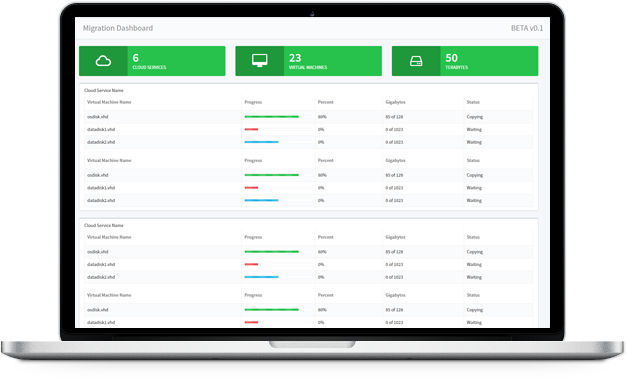 Migration Dashboard BETA v0.1
6 23 50
CLOUD SERVICES VIRTUAL MACHINES TERABYTES
Cloud Service Name
Virtual Machine Name Progress Percent Gigabytes Status
osdisk.vhd 80% 85 of 128 Copying
datadisk1.vhd 0% 0 of 1023 Waiting
datadisk2.vhd 0% 0 of 1023 Waiting
Virtual Machine Name Progress Percent Gigabytes Status
osdisk.vhd 80% 85 of 128 Copying
datadisk1.vhd 0% 0 of 1023 Waiting
datadisk2.vhd 0% 0 of 1023 Waiting
Cloud Service Name
Virtual Machine Name Progress Percent Gigabytes Status
osdisk.vhd 80% 85 of 128 Copying
datadisk1.vhd 0% 0 of 1023 Waiting
datadisk2.vhd 0% 0 of 1023 Waiting
Virtual Machine Name Progress Percent Gigabytes Status
osdisk.vhd 80% 85 of 128 Copying
datadisk1.vhd 0% 0 of 1023 Waiting